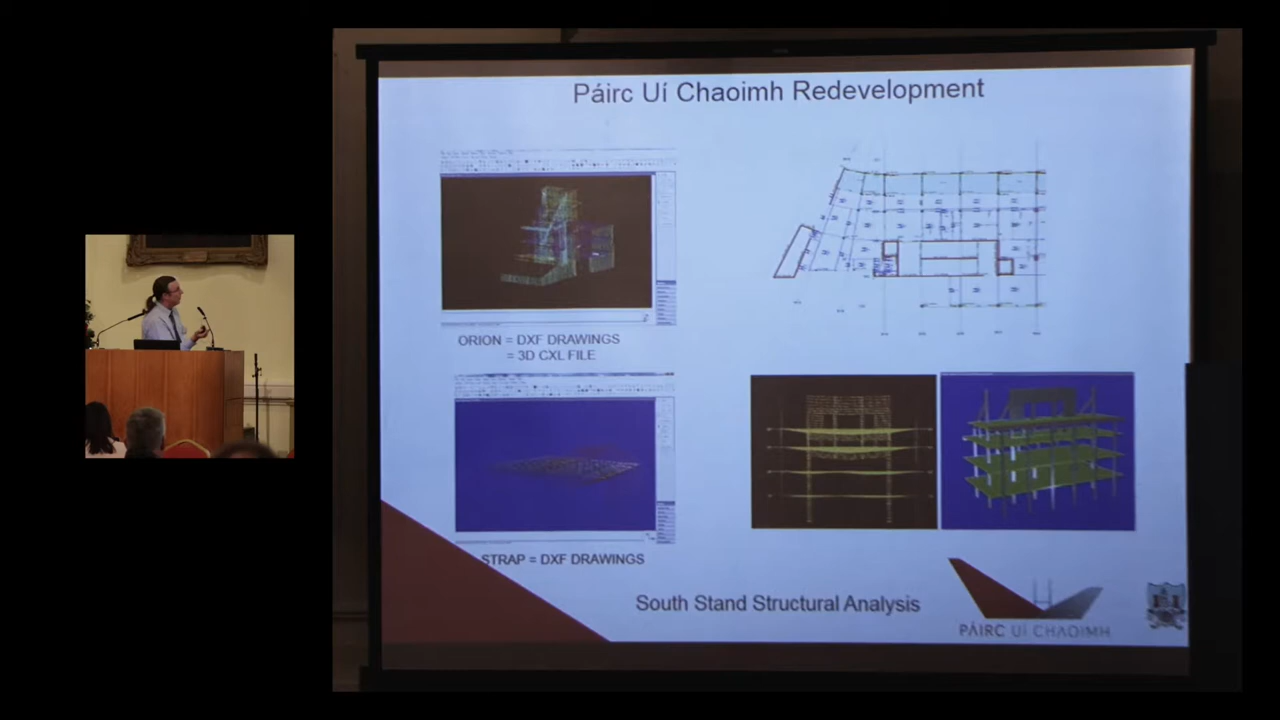 Páirc Uí Chaoimh Redevelopment
ORION = DXF DRAWINGS
= 3D CXL FILE
STRAP = DXF DRAWINGS
South Stand Structural Analysis
PÁIRC UÍ CHAOIMH